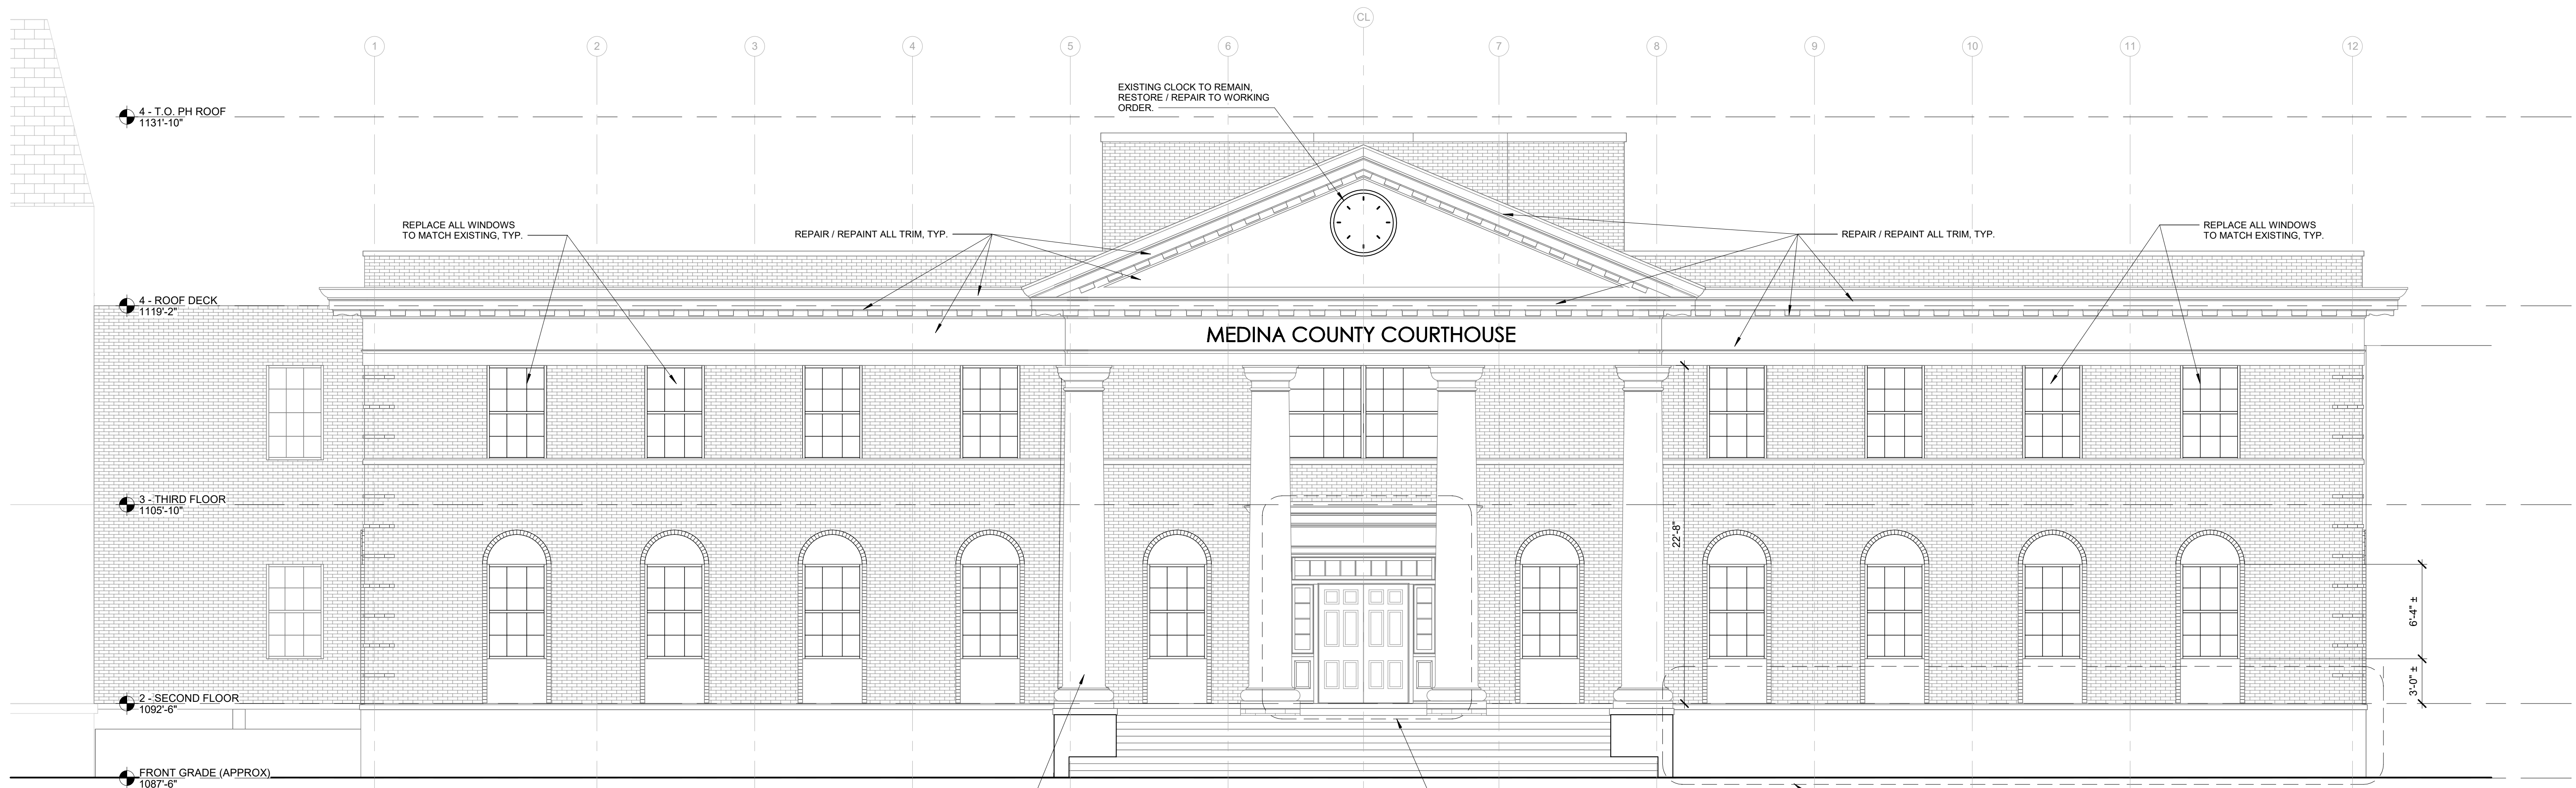 CL
1
2
3
4
5
6
7
8
9
10
11
12
EXISTING CLOCK TO REMAIN,
RESTORE / REPAIR TO WORKING
ORDER.
4 - T.O. PH ROOF
1131'-10"
REPLACE ALL WINDOWS
TO MATCH EXISTING, TYP.
REPAIR / REPAINT ALL TRIM, TYP.
REPAIR / REPAINT ALL TRIM, TYP.
REPLACE ALL WINDOWS
TO MATCH EXISTING, TYP.
4 - ROOF DECK
1119'-2"
MEDINA COUNTY COURTHOUSE
3 - THIRD FLOOR
1105'-10"
22'-8"
6'-4" ±
3'-0" ±
2 - SECOND FLOOR
1092'-6"
FRONT GRADE (APPROX)
1087'-6"